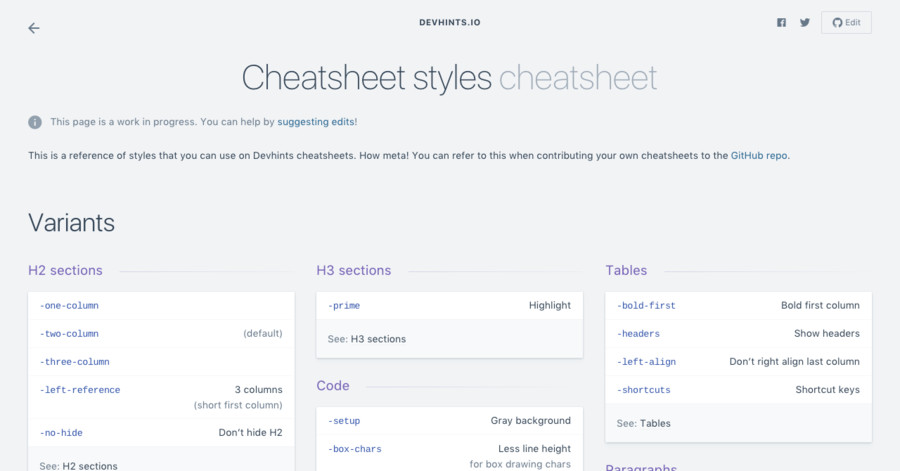 DEVHINTS.IO
Edit
Cheatsheet styles cheatsheet
This page is a work in progress. You can help by suggesting edits!
This is a reference of styles that you can use on Devhints cheatsheets. How meta! You can refer to this when contributing your own cheatsheets to the GitHub repo.
Variants
H2 sections
-one-column
-two-column (default)
-three-column
-left-reference 3 columns
(short first column)
-no-hide Don't hide H2
See: H2 sections
H3 sections
-prime Highlight
See: H3 sections
Code
-setup Gray background
-box-chars Less line height
for box drawing chars
Tables
-bold-first Bold first column
-headers Show headers
-left-align Don't right align last column
-shortcuts Shortcut keys
See: Tables
Paragraphs